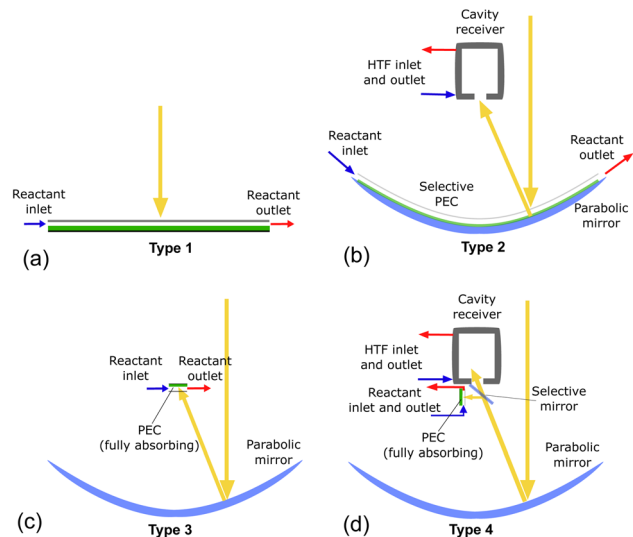 Reactant
inlet
Reactant
outlet
Type 1
(a)
Cavity
receiver
HTF inlet
and outlet
Reactant
inlet
Reactant
outlet
Selective
PEC
Parabolic
mirror
Type 2
(b)
Reactant
inlet
Reactant
outlet
PEC
(fully absorbing)
Parabolic
mirror
Type 3
(c)
Cavity
receiver
HTF inlet
and outlet
Reactant
inlet and outlet
Selective
mirror
PEC
(fully absorbing)
Parabolic
mirror
Type 4
(d)